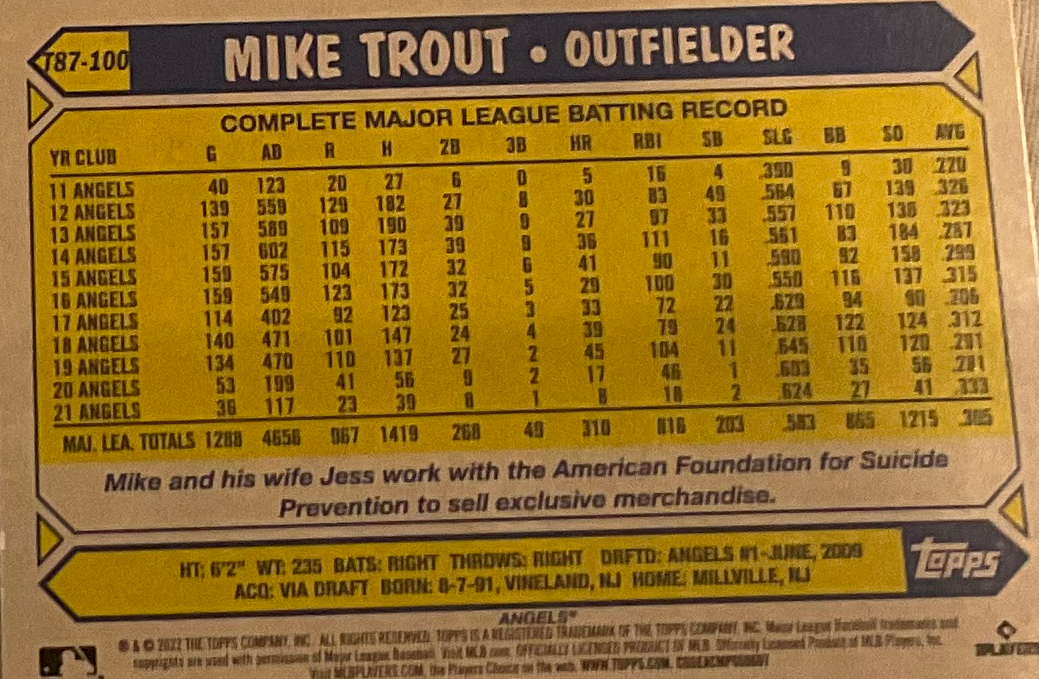 T87-100
MIKE TROUT • OUTFIELDER
COMPLETE MAJOR LEAGUE BATTING RECORD
YR CLUB G AB R H 2B 3B HR RBI SB SLG BB SO AVG
11 ANGELS 40 123 20 27 6 0 5 16 4 .390 9 30 .220
12 ANGELS 139 559 129 182 27 8 30 83 49 .564 67 139 .326
13 ANGELS 157 589 109 190 39 9 27 97 33 .557 110 136 .323
14 ANGELS 157 602 115 173 39 9 36 111 16 .561 83 184 .287
15 ANGELS 159 575 104 172 32 6 41 90 11 .590 92 158 .299
16 ANGELS 159 549 123 173 32 5 29 100 30 .550 116 137 .315
17 ANGELS 114 402 92 123 25 3 33 72 22 .629 94 90 .306
18 ANGELS 140 471 101 147 24 4 39 79 24 .628 122 124 .312
19 ANGELS 134 470 110 137 27 2 45 104 11 .645 110 120 .291
20 ANGELS 53 199 41 56 9 2 17 46 1 .603 35 56 .281
21 ANGELS 36 117 23 39 8 1 8 18 2 .624 27 41 .333
MAJ. LEA. TOTALS 1288 4656 967 1419 268 49 310 816 203 .583 865 1215 .305
Mike and his wife Jess work with the American Foundation for Suicide
Prevention to sell exclusive merchandise.
HT: 6'2" WT: 235 BATS: RIGHT THROWS: RIGHT DRFTD: ANGELS #1-JUNE, 2009
ACQ: VIA DRAFT BORN: 8-7-91, VINELAND, NJ HOME: MILLVILLE, NJ
Topps
ANGELS®
® & © 2022 THE TOPPS COMPANY, INC. ALL RIGHTS RESERVED. TOPPS IS A REGISTERED TRADEMARK OF THE TOPPS COMPANY, INC. Major League Baseball trademarks and
copyrights are used with permission of Major League Baseball. Visit MLB.com. OFFICIALLY LICENSED PRODUCT OF MLB Players, Inc.
Visit MLBPLAYERS.COM, the Players Choice on the web. WWW.TOPPS.COM.